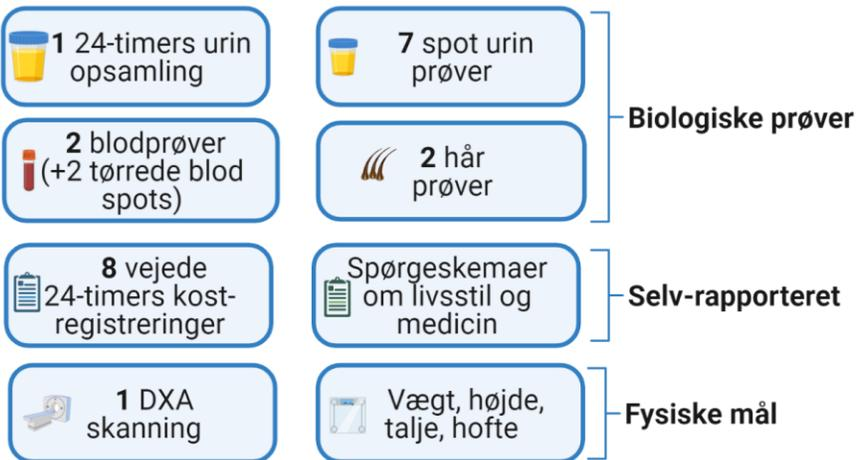 1 24-timers urin
opsamling
7 spot urin
prøver
Biologiske prøver
2 blodprøver
(+2 tørrede blod
spots)
2 hår
prøver
8 vejede
24-timers kost-
registreringer
Spørgeskemaer
om livsstil og
medicin
Selv-rapporteret
1 DXA
skanning
Vægt, højde,
talje, hofte
Fysiske mål